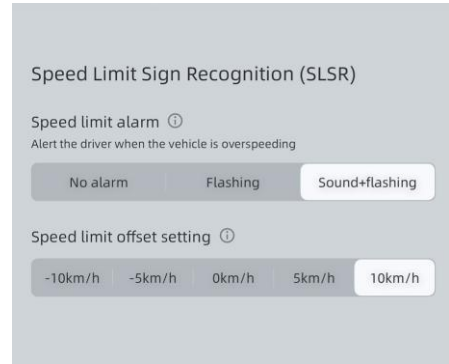 Speed Limit Sign Recognition (SLSR)
Speed limit alarm
Alert the driver when the vehicle is overspeeding
No alarm Flashing Sound+flashing
Speed limit offset setting
-10km/h -5km/h 0km/h 5km/h 10km/h